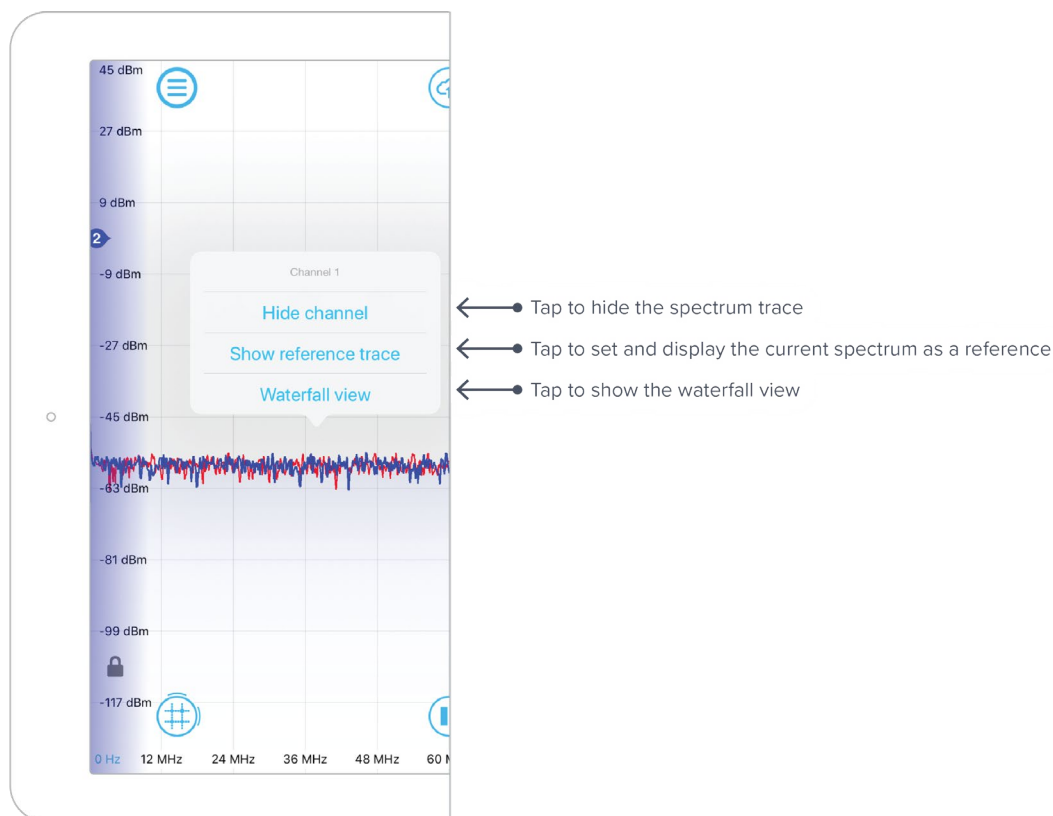 45 dBm
27 dBm
9 dBm
2
-9 dBm
Channel 1
Hide channel
Tap to hide the spectrum trace
-27 dBm
Show reference trace
Tap to set and display the current spectrum as a reference
Waterfall view
Tap to show the waterfall view
-45 dBm
-63 dBm
-81 dBm
-99 dBm
-117 dBm
0 Hz 12 MHz 24 MHz 36 MHz 48 MHz 60